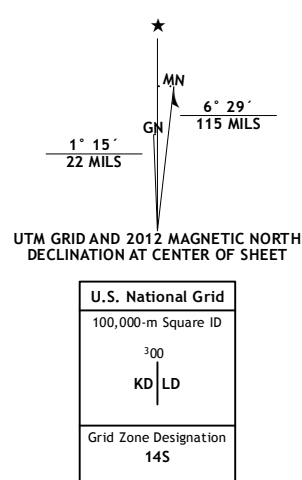 ★
MN
GN
6° 29´
115 MILS
1° 15´
22 MILS
UTM GRID AND 2012 MAGNETIC NORTH
DECLINATION AT CENTER OF SHEET
U.S. National Grid
100,000-m Square ID
³00
KD LD
Grid Zone Designation
14S